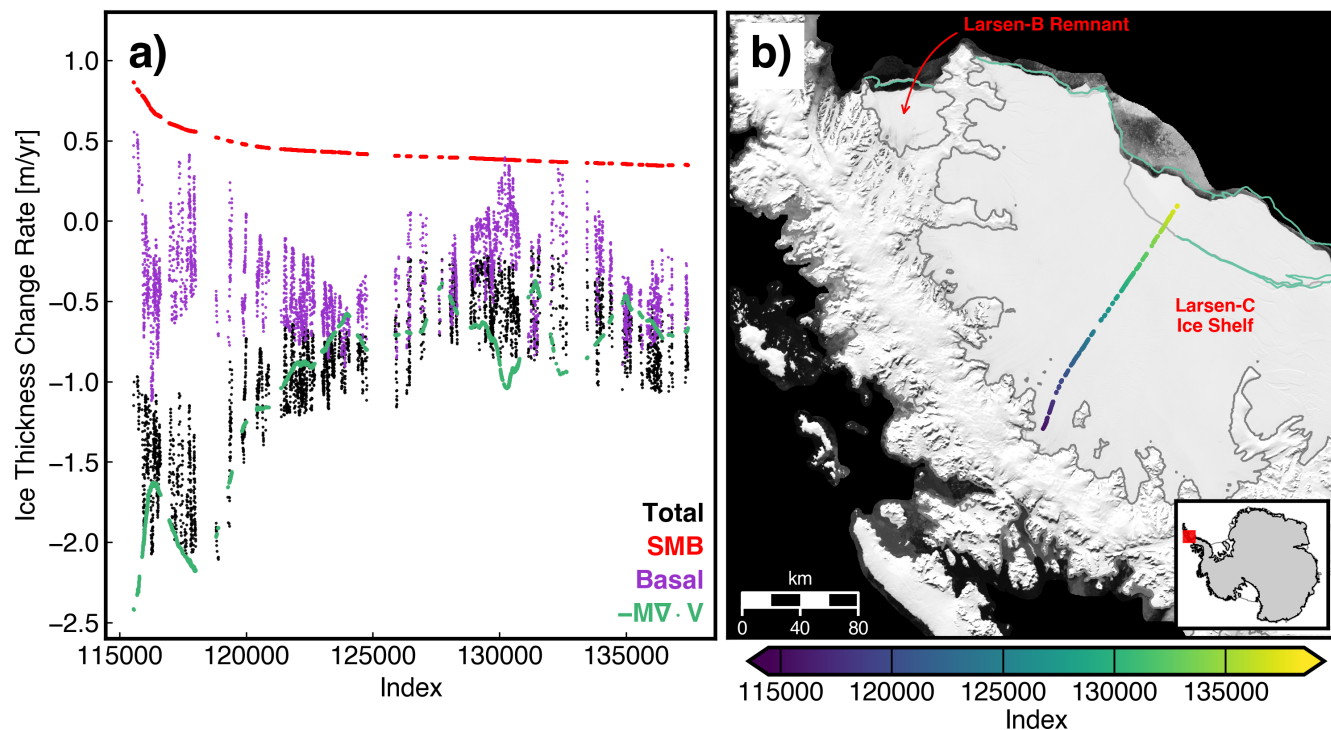 a)
Ice Thickness Change Rate [m/yr]
1.0
0.5
0.0
−0.5
−1.0
−1.5
−2.0
−2.5
Total
SMB
Basal
−M∇ · V
115000 120000 125000 130000 135000
Index
b)
Larsen-B Remnant
Larsen-C
Ice Shelf
km
0 40 80
115000 120000 125000 130000 135000
Index